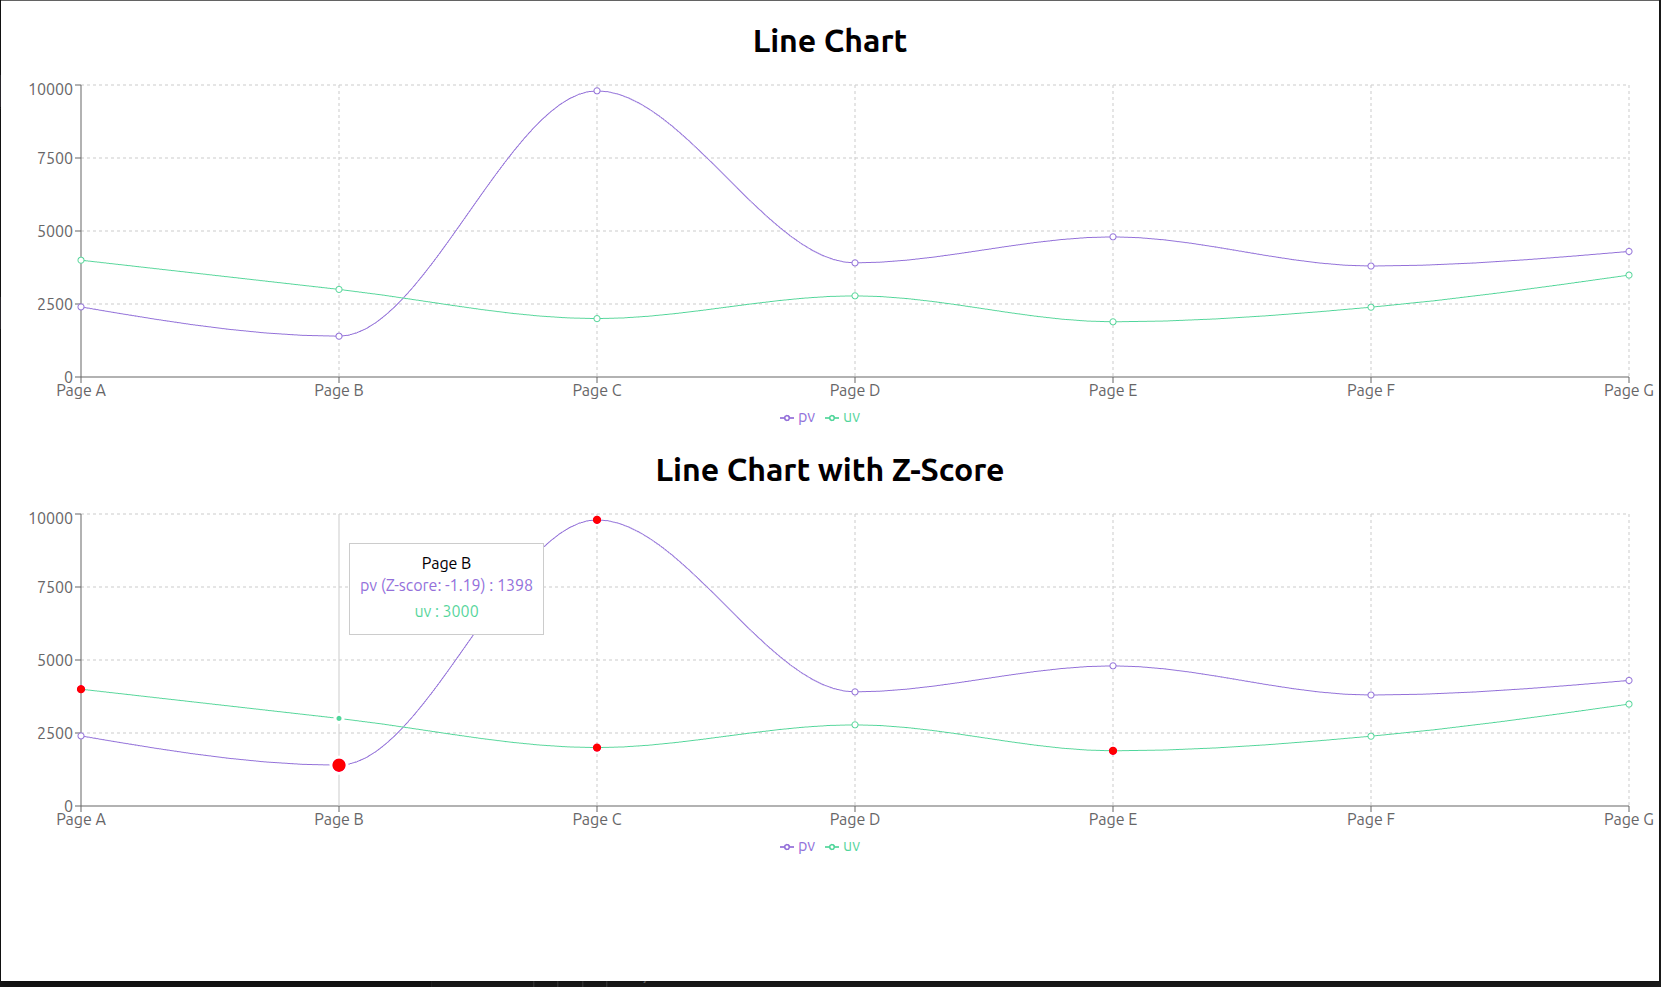 Line Chart
10000
7500
5000
2500
0
Page A Page B Page C Page D Page E Page F Page G
pv uv
Line Chart with Z-Score
10000
7500
5000
2500
0
Page B
pv (Z-score: -1.19) : 1398
uv : 3000
Page A Page B Page C Page D Page E Page F Page G
pv uv